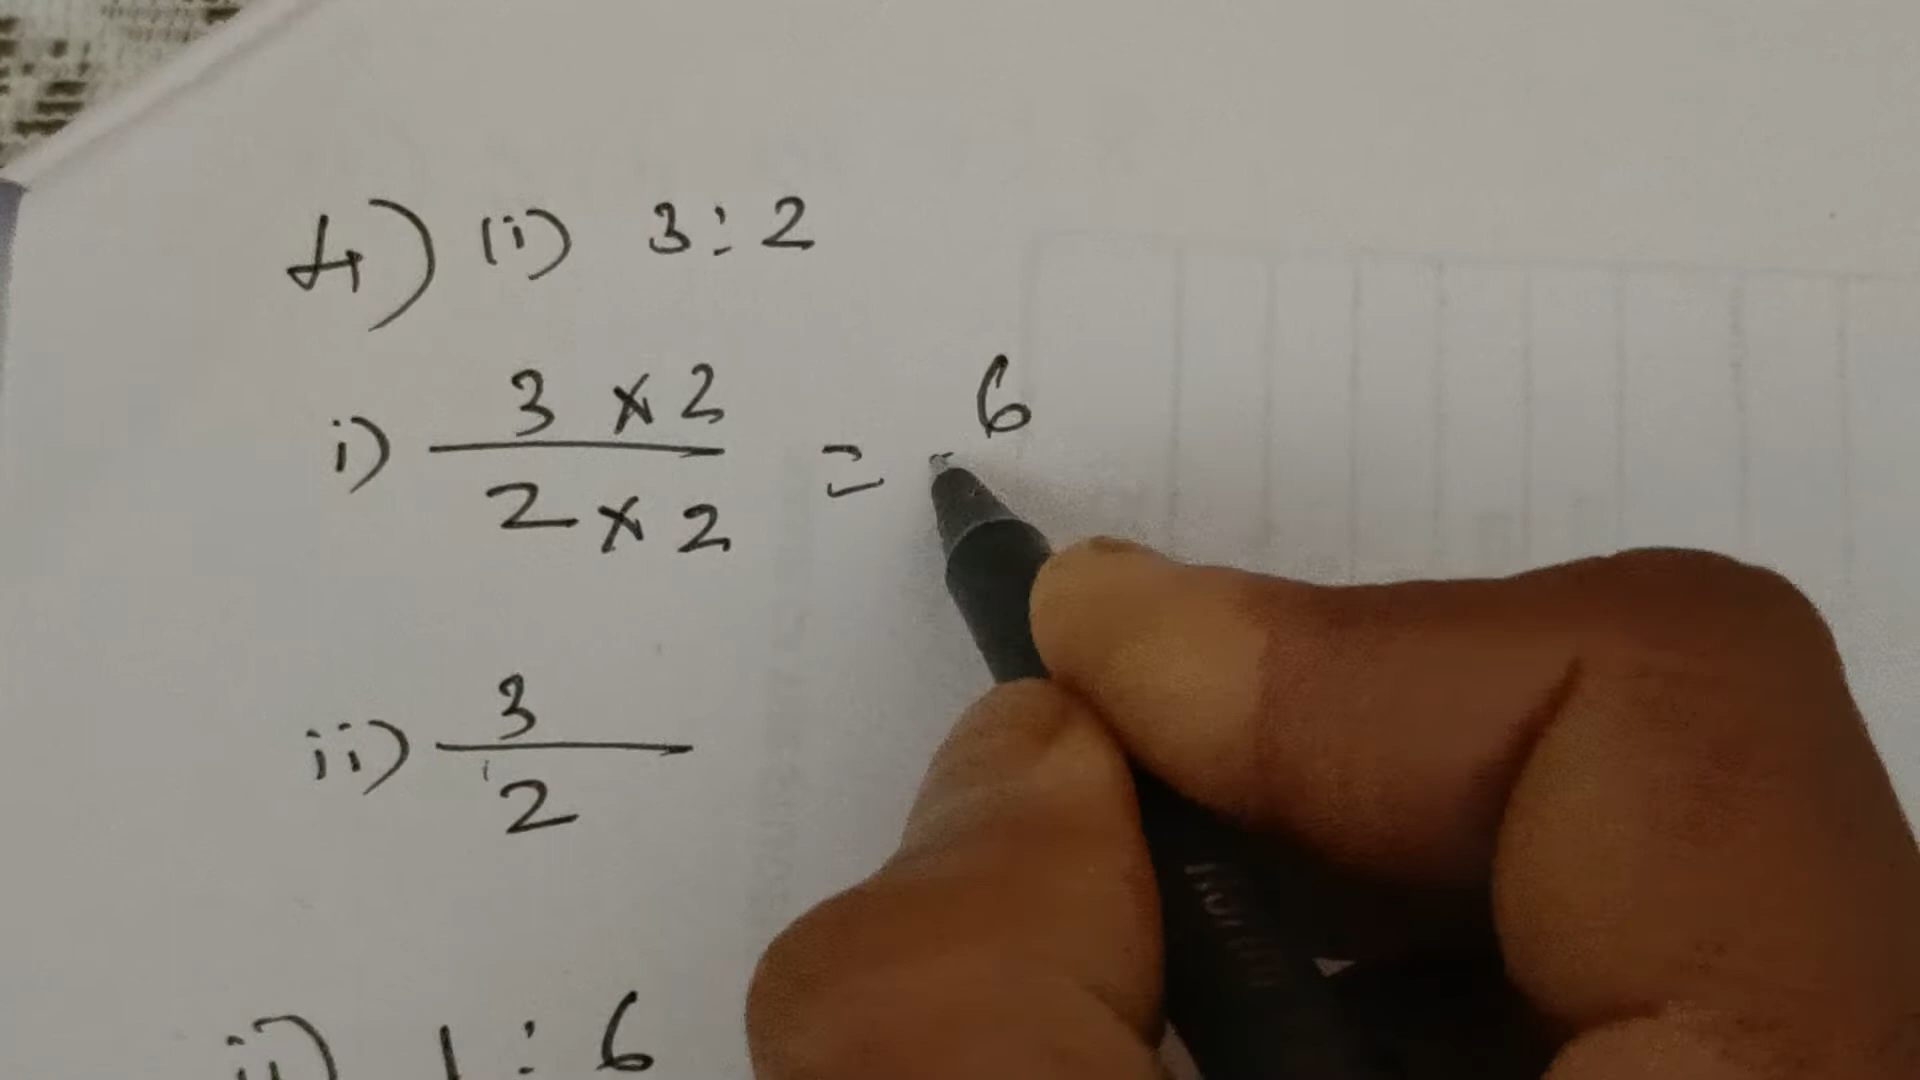 4) (i) 3:2
i) 3 × 2 / 2 × 2 = 6
ii) 3 / 2
ii) 1 : 6